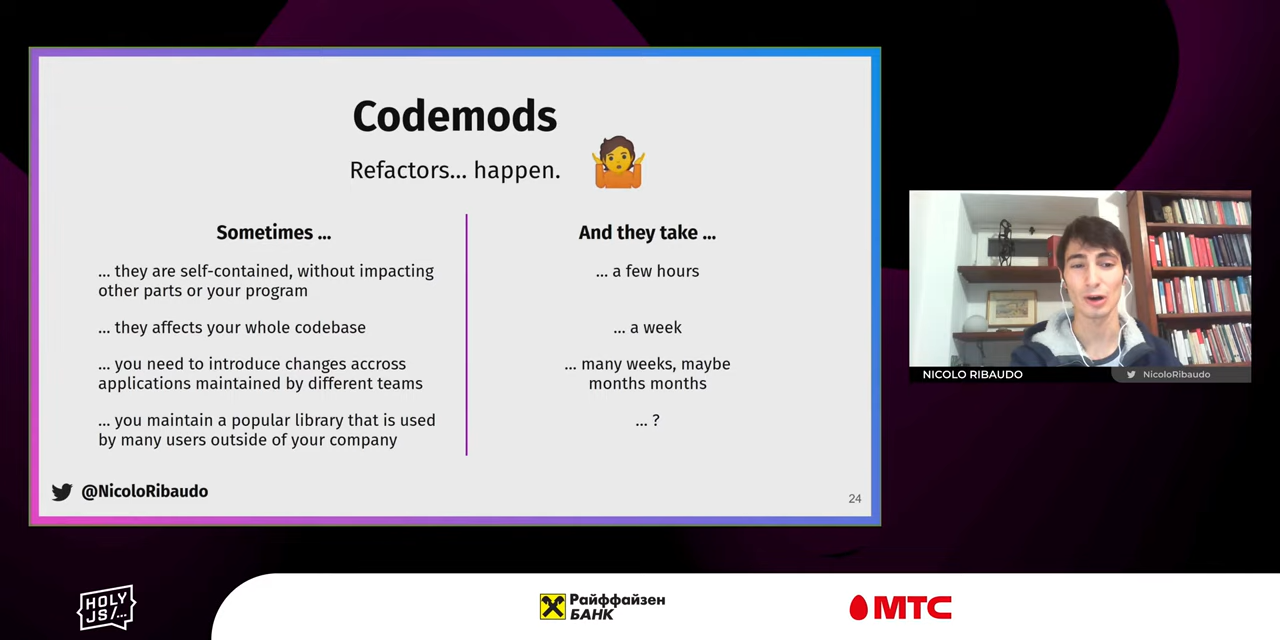 Codemods
Refactors... happen.
Sometimes ...
... they are self-contained, without impacting
other parts or your program
... they affects your whole codebase
... you need to introduce changes accross
applications maintained by different teams
... you maintain a popular library that is used
by many users outside of your company
And they take ...
... a few hours
... a week
... many weeks, maybe
months months
... ?
@NicoloRibaudo
24
NICOLO RIBAUDO
NicoloRibaudo
HOLY
JS/...
Райффайзен
БАНК
МТС